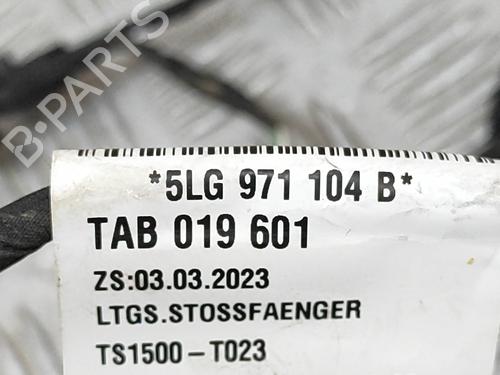 B-PARTS
*5LG 971 104 B*
TAB 019 601
ZS:03.03.2023
LTGS.STOSSFAENGER
TS1500-T023